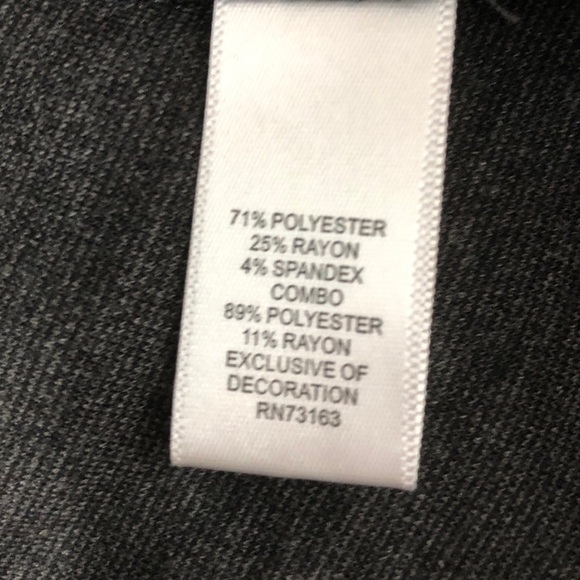 71% POLYESTER
25% RAYON
4% SPANDEX
COMBO
89% POLYESTER
11% RAYON
EXCLUSIVE OF
DECORATION
RN73163